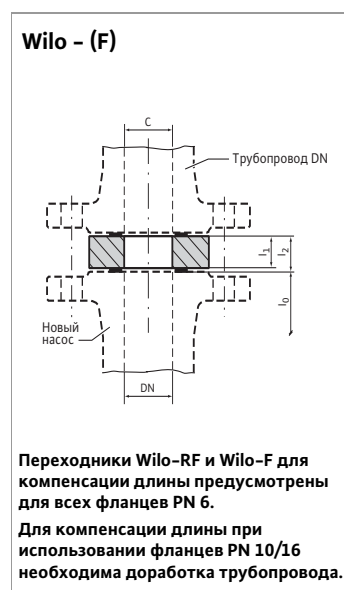 Wilo – (F)
C
Трубопровод DN
l1
l2
l0
Новый
насос
DN
Переходники Wilo-RF и Wilo-F для
компенсации длины предусмотрены
для всех фланцев PN 6.
Для компенсации длины при
использовании фланцев PN 10/16
необходима доработка трубопровода.